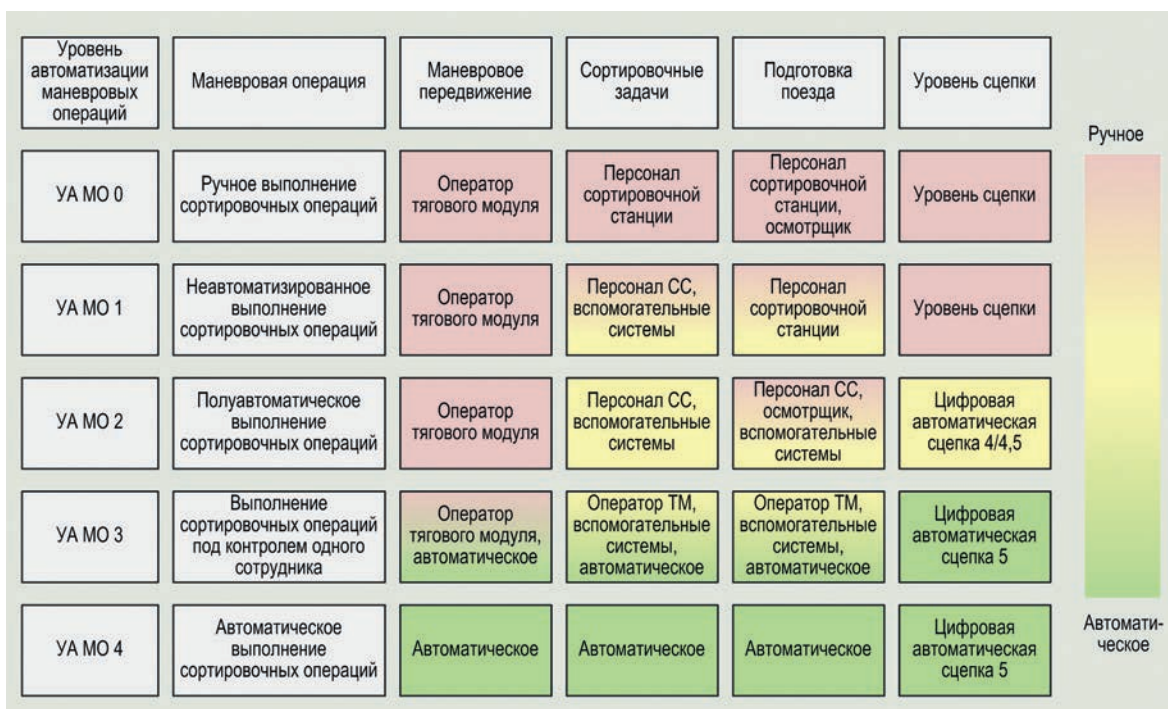 Уровень
автоматизации
маневровых
операций
Маневровая операция
Маневровое
передвижение
Сортировочные
задачи
Подготовка
поезда
Уровень сцепки
Ручное
УА МО 0
Ручное выполнение
сортировочных операций
Оператор
тягового модуля
Персонал
сортировочной
станции
Персонал
сортировочной
станции,
осмотрщик
Уровень сцепки
УА МО 1
Неавтоматизированное
выполнение
сортировочных операций
Оператор
тягового модуля
Персонал СС,
вспомогательные
системы
Персонал
сортировочной
станции
Уровень сцепки
УА МО 2
Полуавтоматическое
выполнение
сортировочных операций
Оператор
тягового модуля
Персонал СС,
вспомогательные
системы
Персонал СС,
осмотрщик,
вспомогательные
системы
Цифровая
автоматическая
сцепка 4/4,5
УА МО 3
Выполнение
сортировочных операций
под контролем одного
сотрудника
Оператор
тягового модуля,
автоматическое
Оператор ТМ,
вспомогательные
системы,
автоматическое
Оператор ТМ,
вспомогательные
системы,
автоматическое
Цифровая
автоматическая
сцепка 5
УА МО 4
Автоматическое
выполнение
сортировочных операций
Автоматическое
Автоматическое
Автоматическое
Цифровая
автоматическая
сцепка 5
Автомати-
ческое